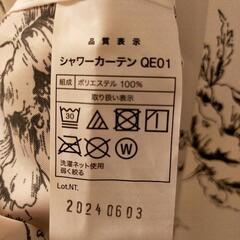 品質表示
シャワーカーテン QE01
組成 ポリエステル 100%
取り扱い表示
30
W
洗濯ネット使用
弱く絞る
Lot.NT.
20240603